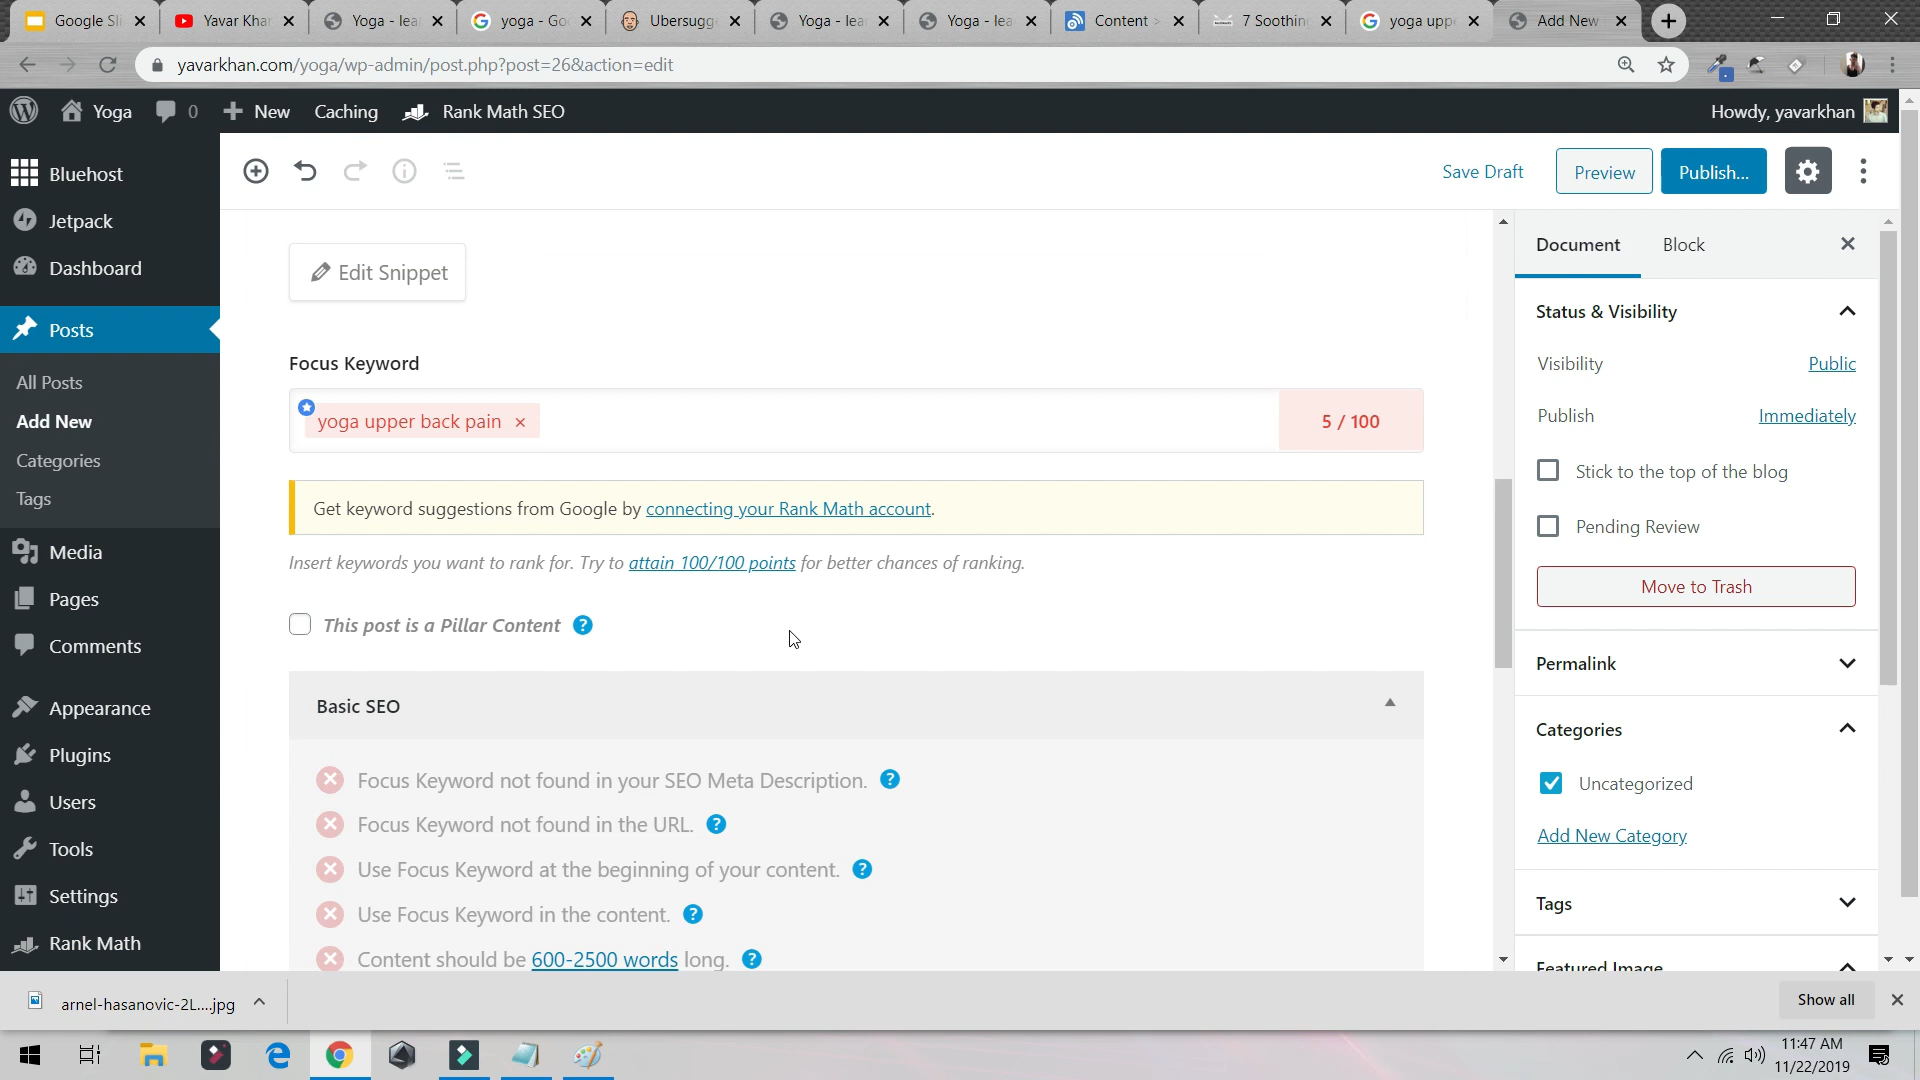 Google Sli
Yavar Khan
Yoga - lea
yoga - Go
Ubersugge
Yoga - lea
Yoga - lea
Content >
7 Soothin
yoga uppe
Add New
yavarkhan.com/yoga/wp-admin/post.php?post=26&action=edit
Yoga
0
New
Caching
Rank Math SEO
Howdy, yavarkhan
Bluehost
Jetpack
Dashboard
Posts
All Posts
Add New
Categories
Tags
Media
Pages
Comments
Appearance
Plugins
Users
Tools
Settings
Rank Math
Save Draft
Preview
Publish...
Edit Snippet
Focus Keyword
yoga upper back pain ×
5 / 100
Get keyword suggestions from Google by connecting your Rank Math account.
Insert keywords you want to rank for. Try to attain 100/100 points for better chances of ranking.
This post is a Pillar Content ?
Basic SEO
Focus Keyword not found in your SEO Meta Description. ?
Focus Keyword not found in the URL. ?
Use Focus Keyword at the beginning of your content. ?
Use Focus Keyword in the content. ?
Content should be 600-2500 words long. ?
Document
Block
Status & Visibility
Visibility
Public
Publish
Immediately
Stick to the top of the blog
Pending Review
Move to Trash
Permalink
Categories
Uncategorized
Add New Category
Tags
Featured Image
arnel-hasanovic-2L....jpg
Show all
11:47 AM
11/22/2019